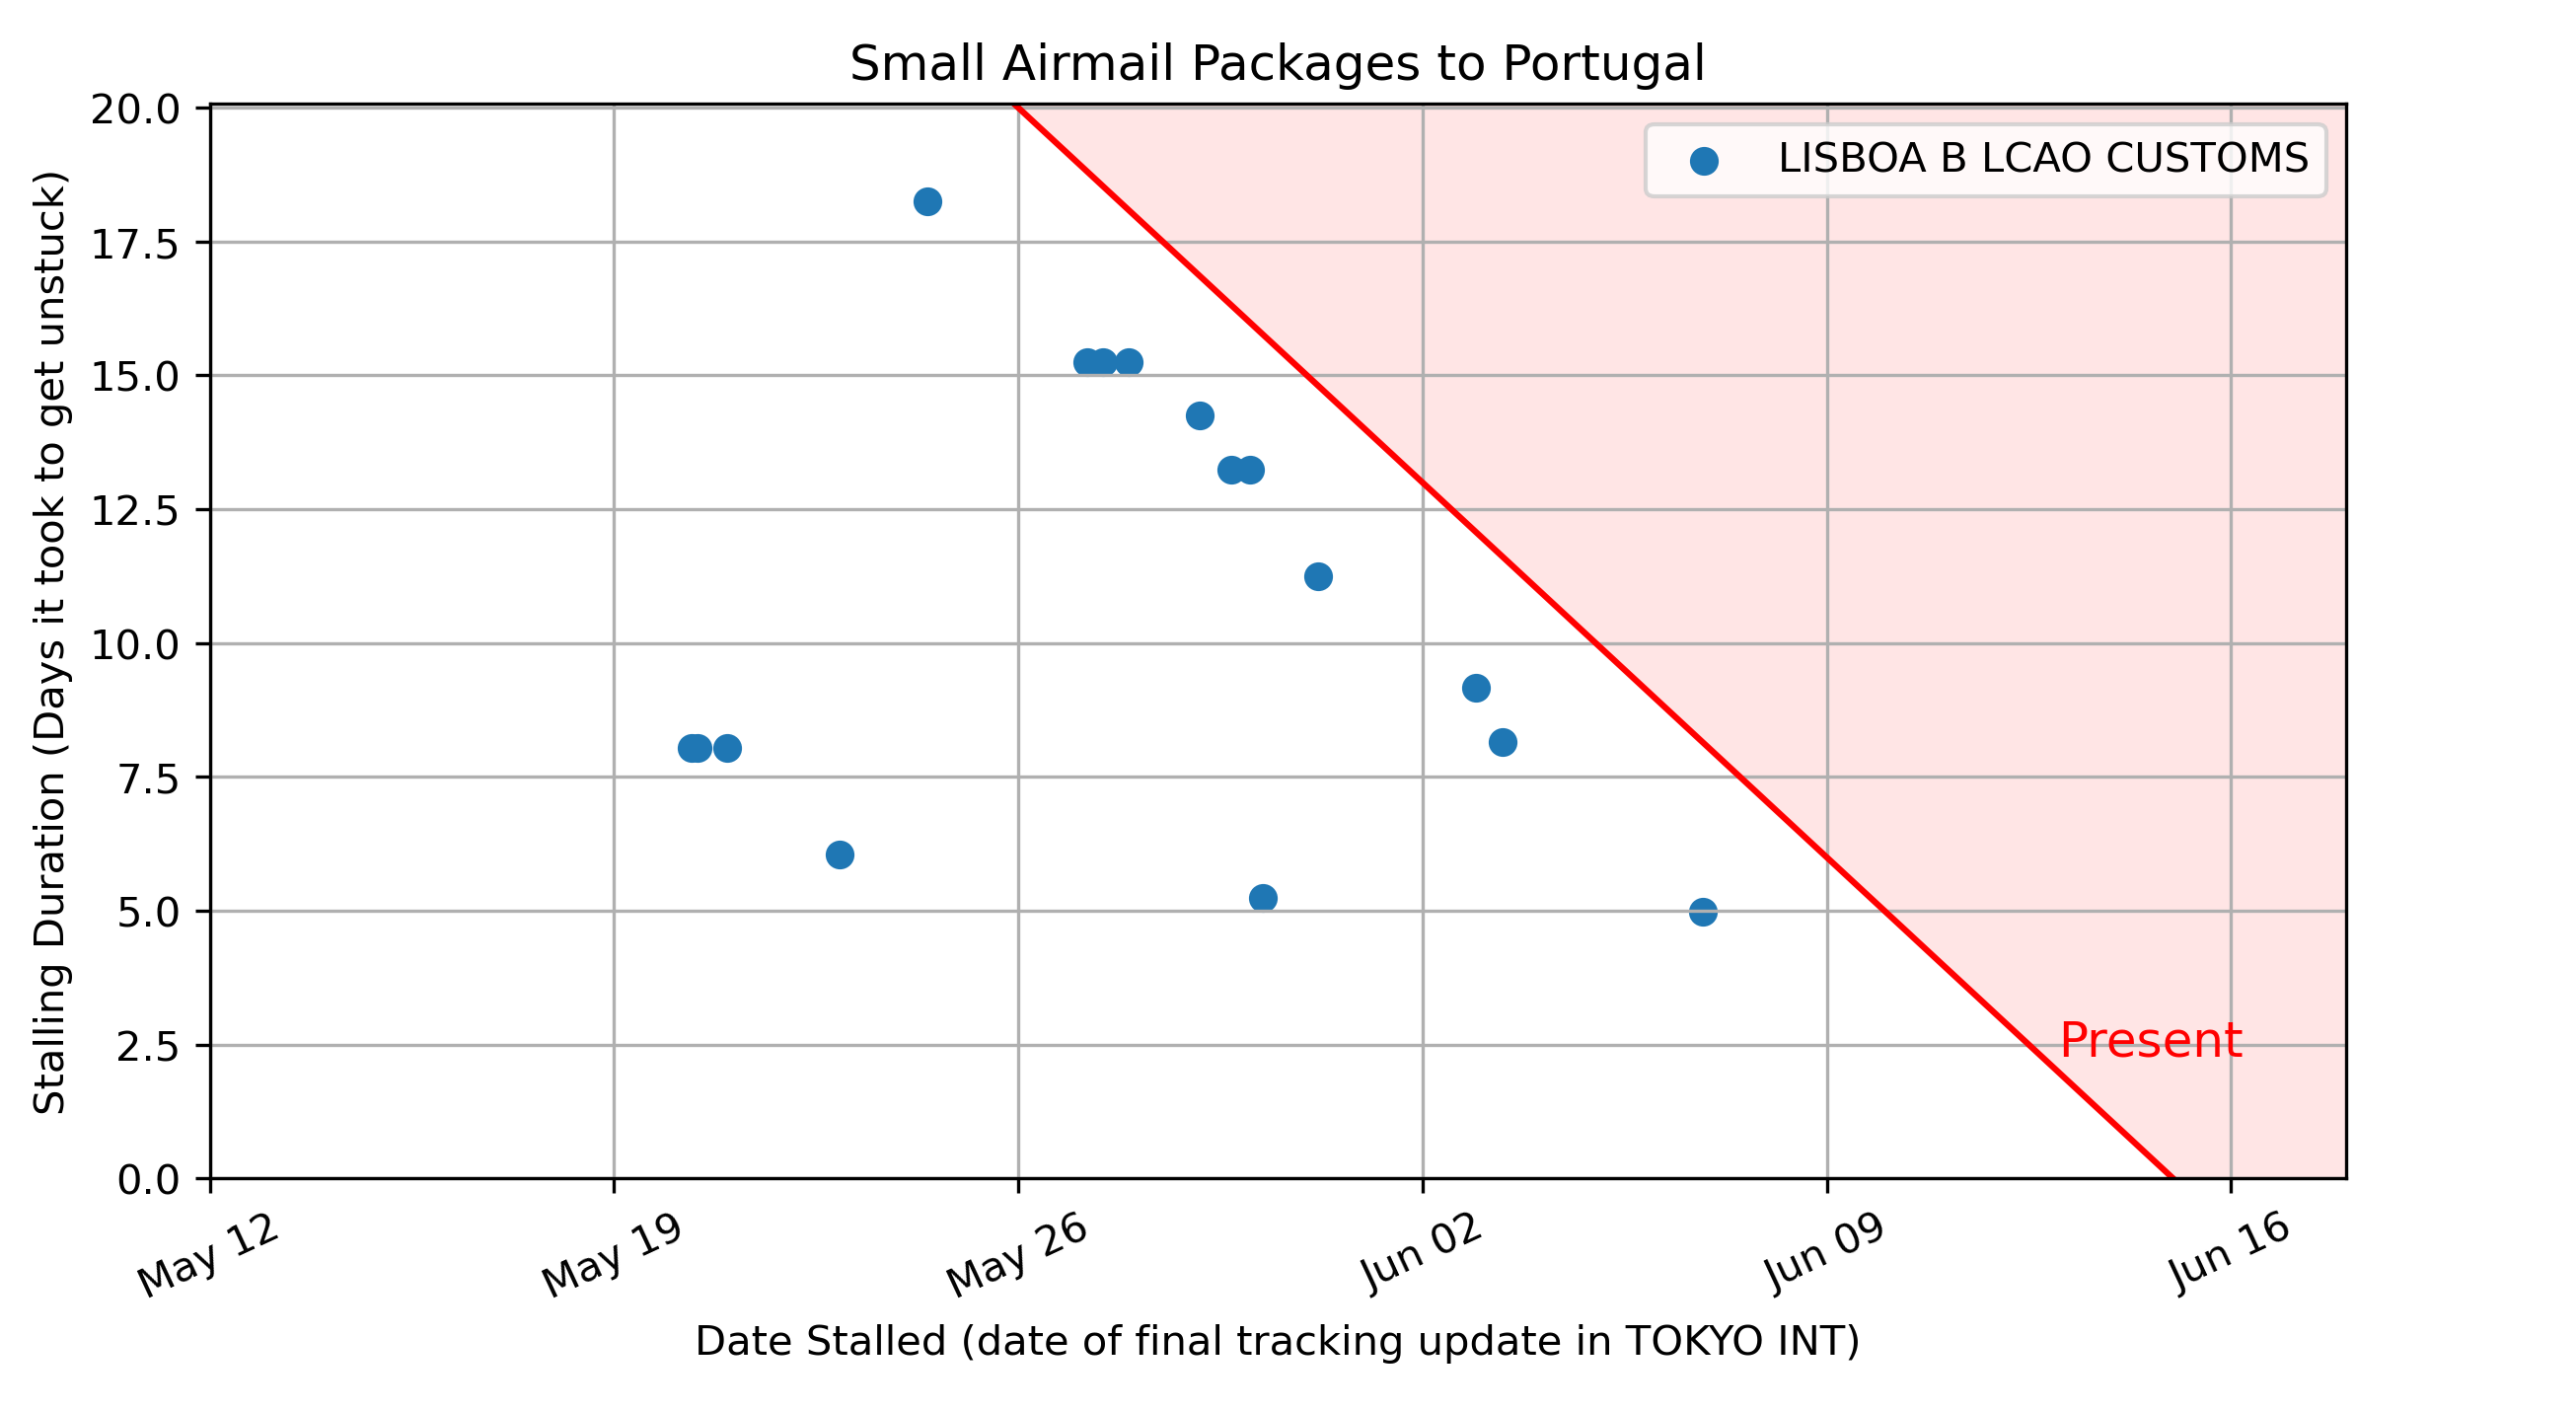 Small Airmail Packages to Portugal
LISBOA B LCAO CUSTOMS
Stalling Duration (Days it took to get unstuck)
20.0
17.5
15.0
12.5
10.0
7.5
5.0
2.5
0.0
Present
May 12
May 19
May 26
Jun 02
Jun 09
Jun 16
Date Stalled (date of final tracking update in TOKYO INT)